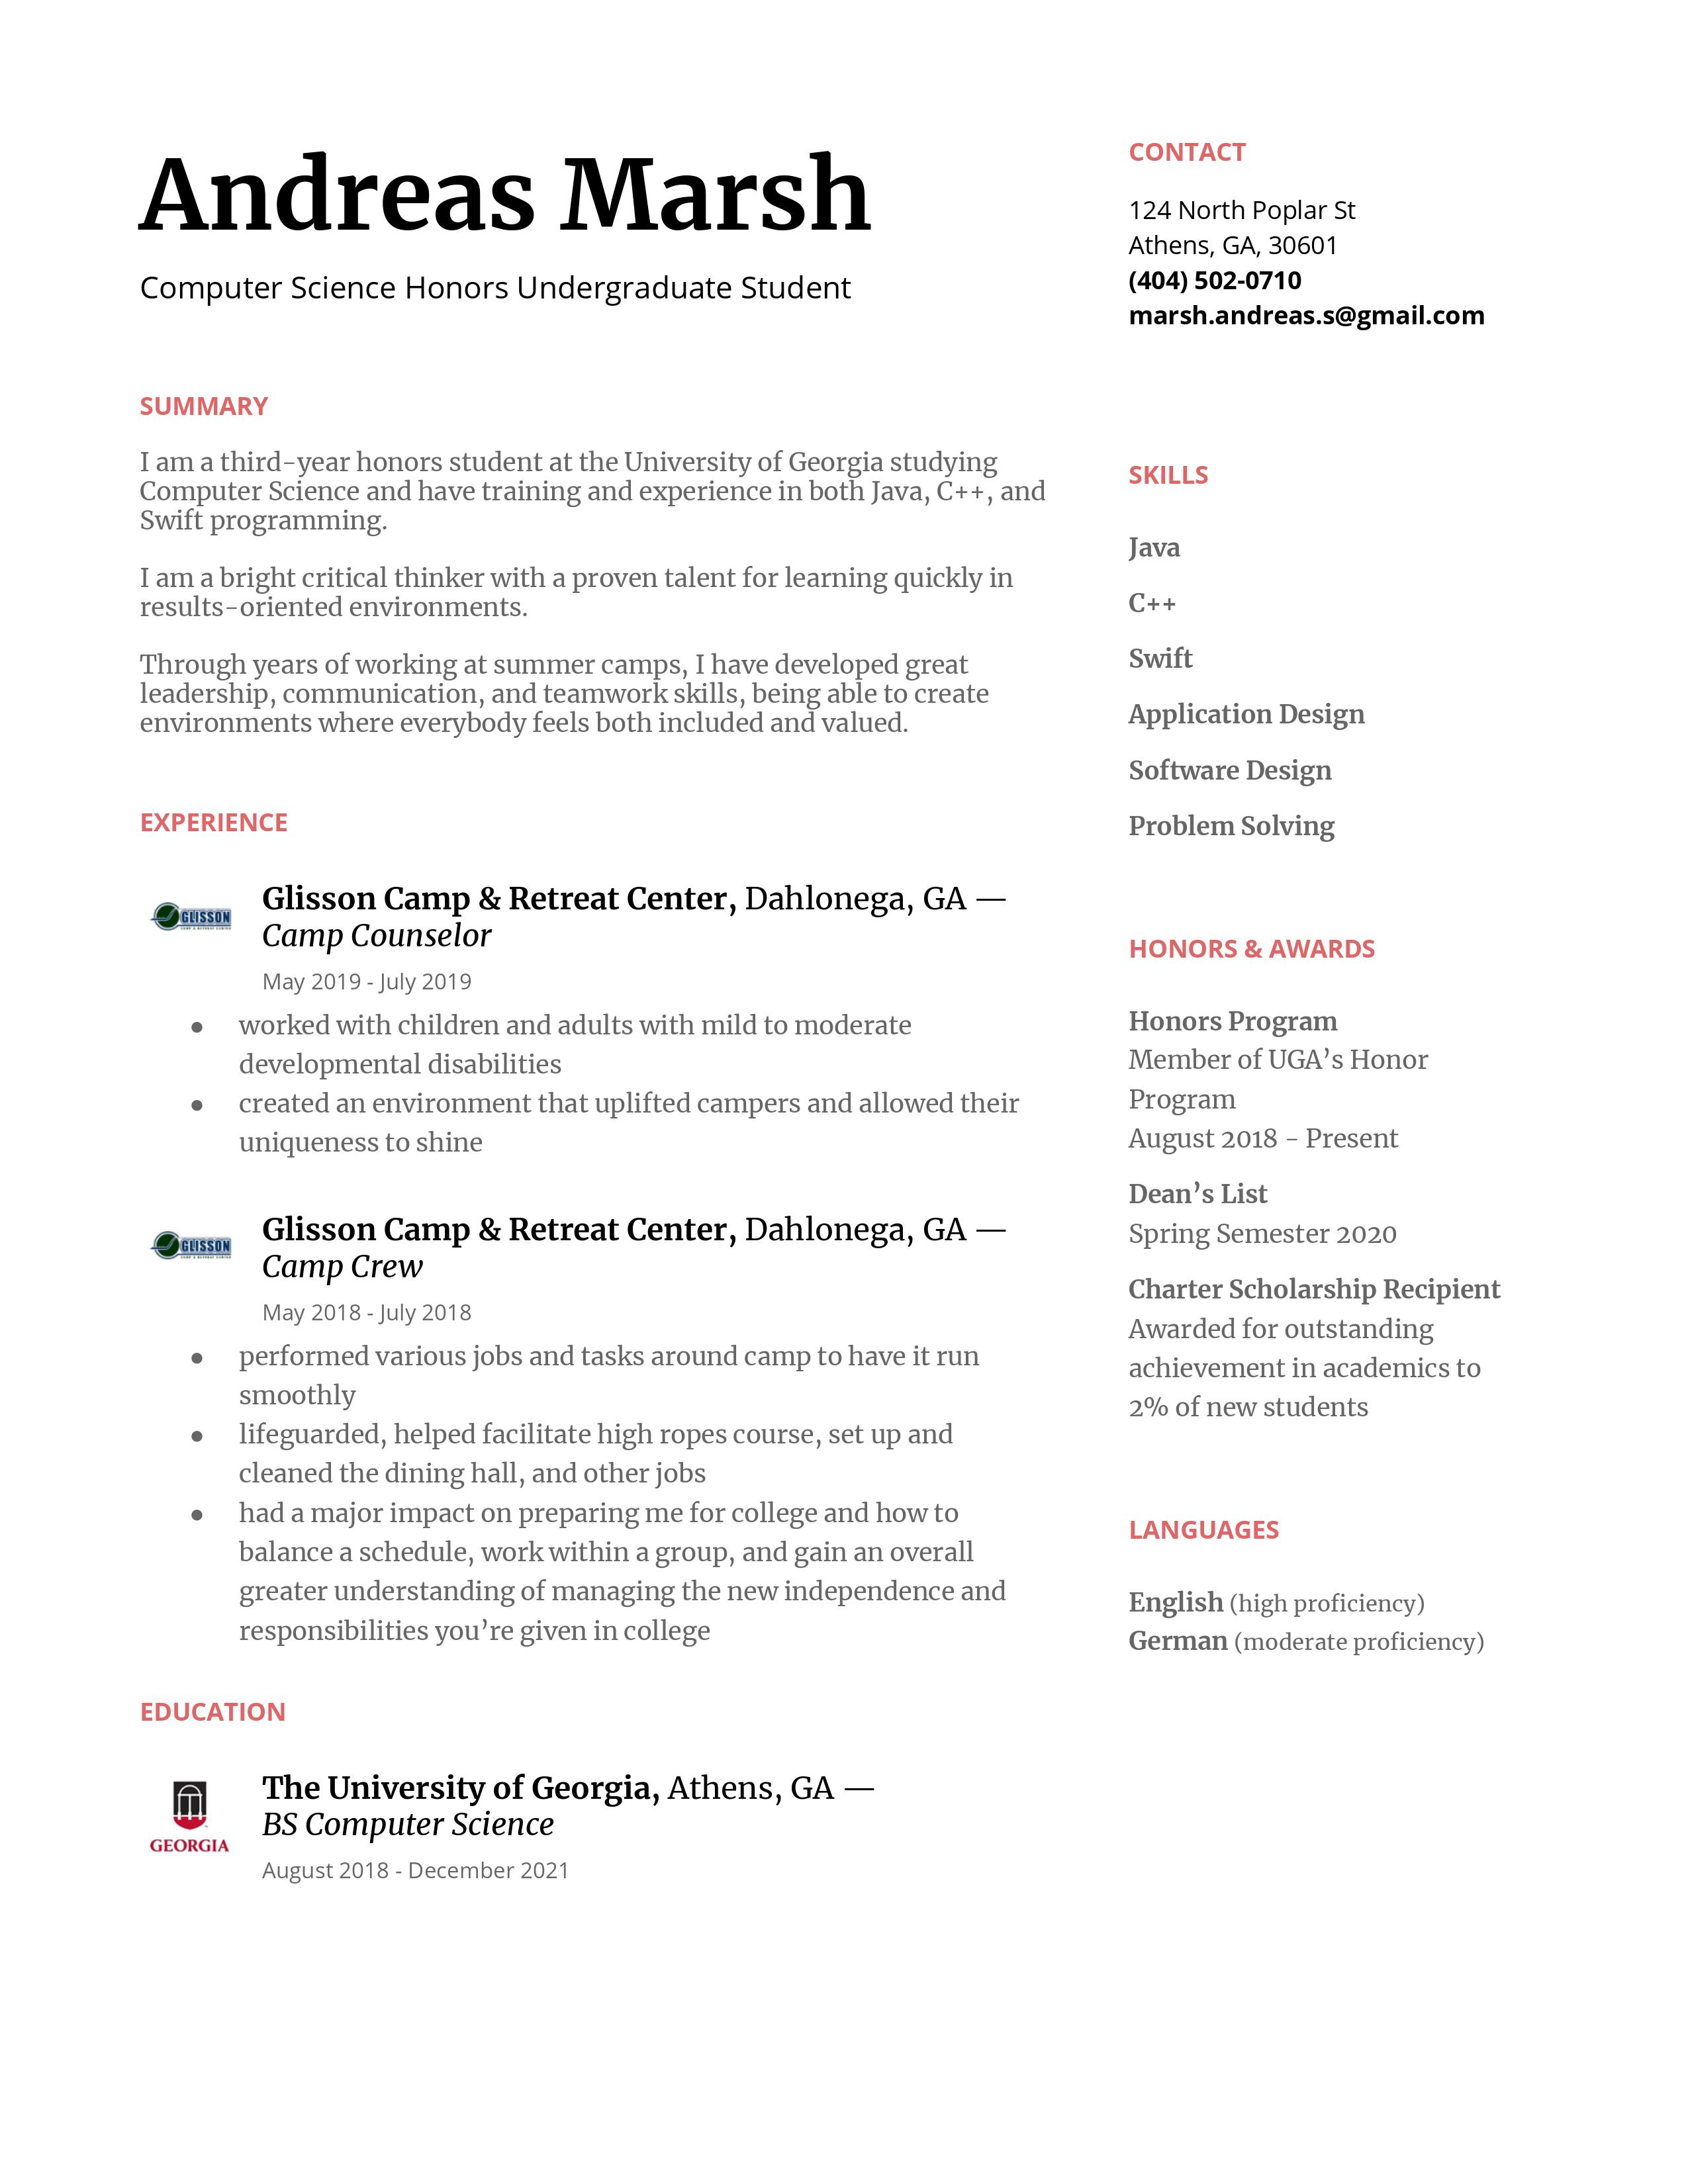 Andreas Marsh
Computer Science Honors Undergraduate Student
SUMMARY
I am a third-year honors student at the University of Georgia studying
Computer Science and have training and experience in both Java, C++, and
Swift programming.
I am a bright critical thinker with a proven talent for learning quickly in
results-oriented environments.
Through years of working at summer camps, I have developed great
leadership, communication, and teamwork skills, being able to create
environments where everybody feels both included and valued.
EXPERIENCE
GLISSON
CAMP & RETREAT CENTER
Glisson Camp & Retreat Center, Dahlonega, GA —
Camp Counselor
May 2019 - July 2019
● worked with children and adults with mild to moderate
developmental disabilities
● created an environment that uplifted campers and allowed their
uniqueness to shine
GLISSON
CAMP & RETREAT CENTER
Glisson Camp & Retreat Center, Dahlonega, GA —
Camp Crew
May 2018 - July 2018
● performed various jobs and tasks around camp to have it run
smoothly
● lifeguarded, helped facilitate high ropes course, set up and
cleaned the dining hall, and other jobs
● had a major impact on preparing me for college and how to
balance a schedule, work within a group, and gain an overall
greater understanding of managing the new independence and
responsibilities you’re given in college
EDUCATION
GEORGIA
The University of Georgia, Athens, GA —
BS Computer Science
August 2018 - December 2021
CONTACT
124 North Poplar St
Athens, GA, 30601
(404) 502-0710
marsh.andreas.s@gmail.com
SKILLS
Java
C++
Swift
Application Design
Software Design
Problem Solving
HONORS & AWARDS
Honors Program
Member of UGA’s Honor
Program
August 2018 - Present
Dean’s List
Spring Semester 2020
Charter Scholarship Recipient
Awarded for outstanding
achievement in academics to
2% of new students
LANGUAGES
English (high proficiency)
German (moderate proficiency)